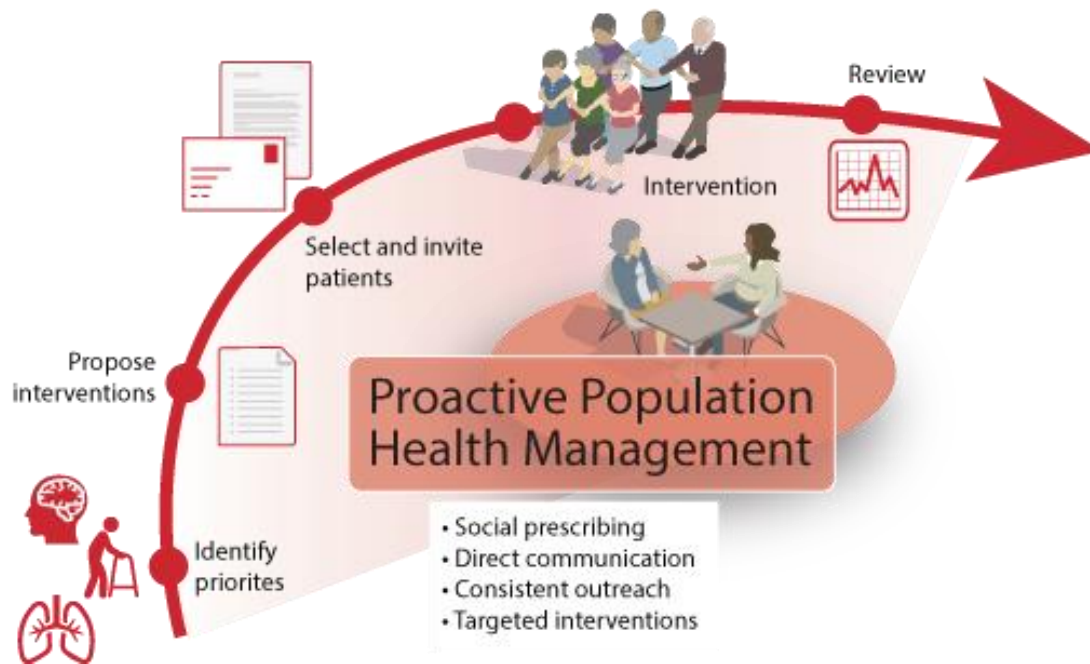 Review
Intervention
Select and invite
patients
Propose
interventions
Proactive Population
Health Management
• Social prescribing
• Direct communication
• Consistent outreach
• Targeted interventions
Identify
priorites